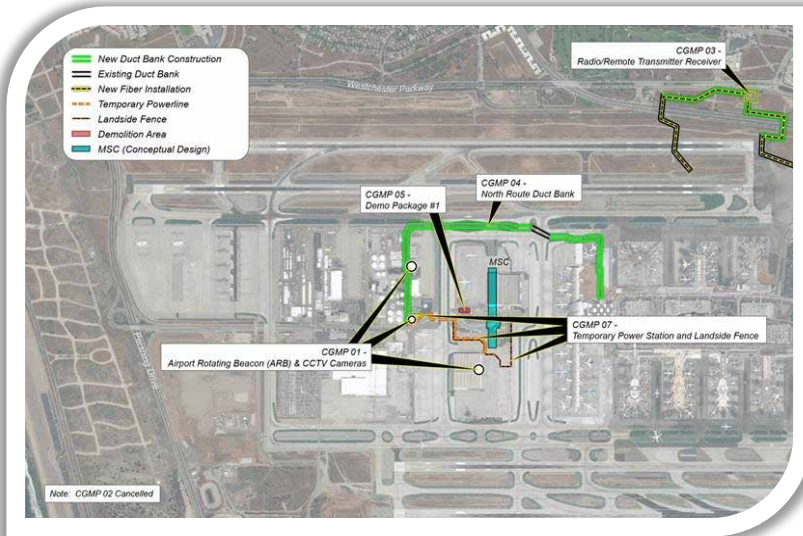 New Duct Bank Construction
Existing Duct Bank
New Fiber Installation
Temporary Powerline
Landside Fence
Demolition Area
MSC (Conceptual Design)
CGMP 03 -
Radio/Remote Transmitter Receiver
Westchester Parkway
CGMP 05 -
Demo Package #1
CGMP 04 -
North Route Duct Bank
MSC
CGMP 07 -
Temporary Power Station and Landside Fence
CGMP 01 -
Airport Rotating Beacon (ARB) & CCTV Cameras
Pershing Drive
Note: CGMP 02 Cancelled